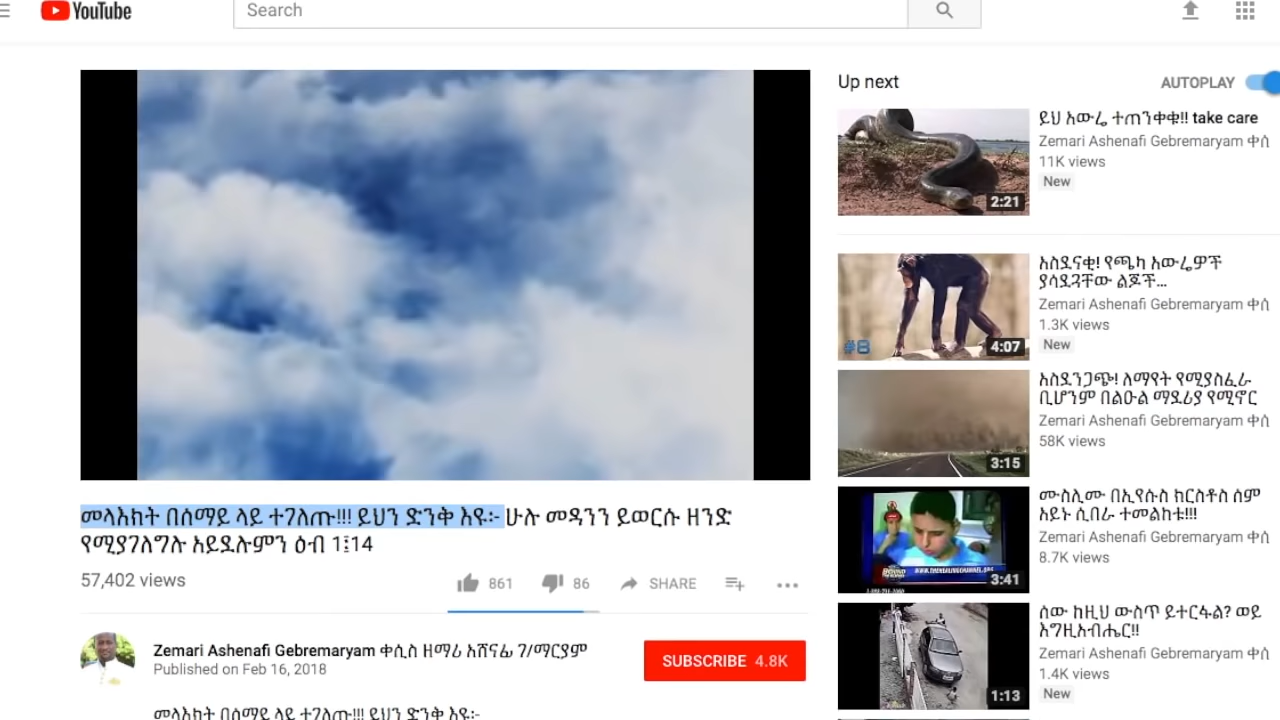 YouTube
Search
መላእክት በሰማይ ላይ ተገለጡ!!! ይህን ድንቅ እዩ፦ ሁሉ መዳንን ይወርሱ ዘንድ
የሚያገለግሉ አይደሉምን ዕብ 1፤14
57,402 views
861
86
SHARE
Zemari Ashenafi Gebremaryam ቀሲስ ዘማሪ አሸናፊ ገ/ማርያም
Published on Feb 16, 2018
SUBSCRIBE 4.8K
መላእክት በሰማይ ላይ ተገለጡ!!! ይህን ድንቅ እዩ፦
Up next
AUTOPLAY
2:21
ይህ አውሬ ተጠንቀቁ!! take care
Zemari Ashenafi Gebremaryam ቀሲ
11K views
New
#8
4:07
አስደናቂ! የጫካ አውሬዎች
ያሳደጓቸው ልጆች...
Zemari Ashenafi Gebremaryam ቀሲ
1.3K views
New
3:15
አስደንጋጭ! ለማየት የሚያስፈራ
ቢሆንም በልዑል ማደሪያ የሚኖር
Zemari Ashenafi Gebremaryam ቀሲ
58K views
3:41
ሙስሊሙ በኢየሱስ ክርስቶስ ስም
አይኑ ሲበራ ተመልከቱ!!!
Zemari Ashenafi Gebremaryam ቀሲ
8.7K views
1:13
ሰው ከዚህ ውስጥ ይተርፋል? ወይ
እግዚአብሔር!!
Zemari Ashenafi Gebremaryam ቀሲ
1.4K views
New